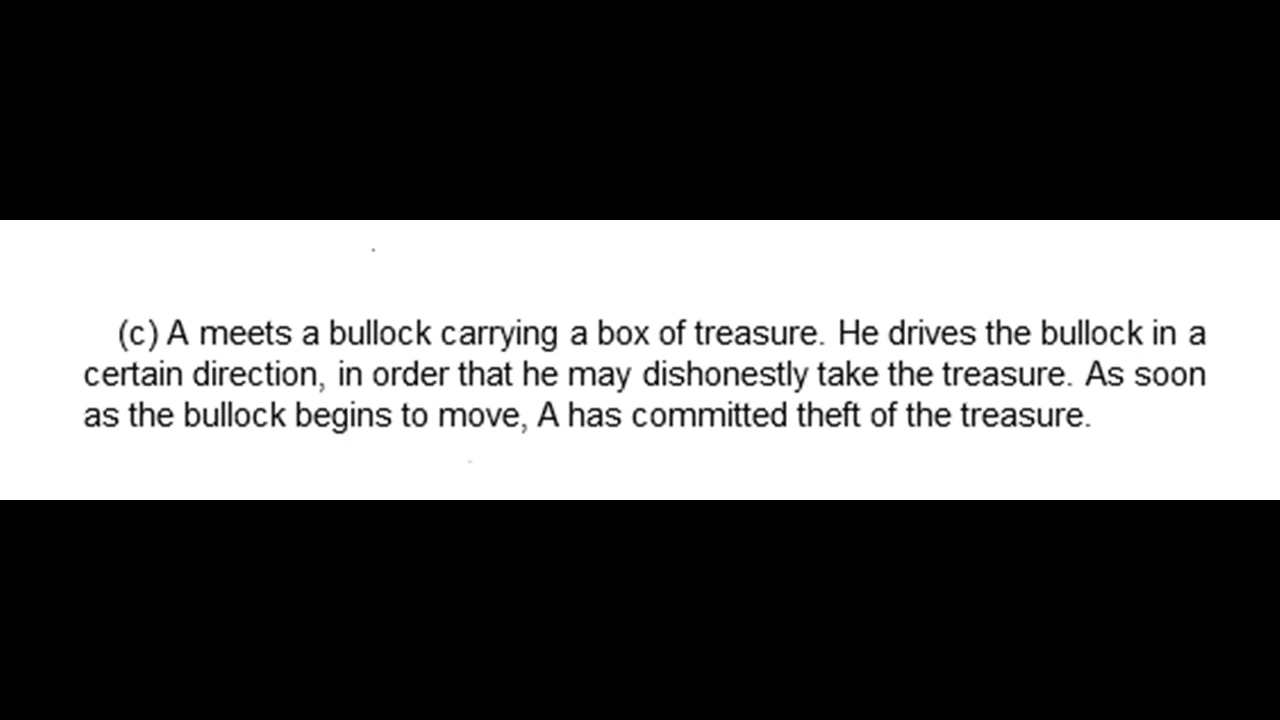 (c) A meets a bullock carrying a box of treasure. He drives the bullock in a
certain direction, in order that he may dishonestly take the treasure. As soon
as the bullock begins to move, A has committed theft of the treasure.